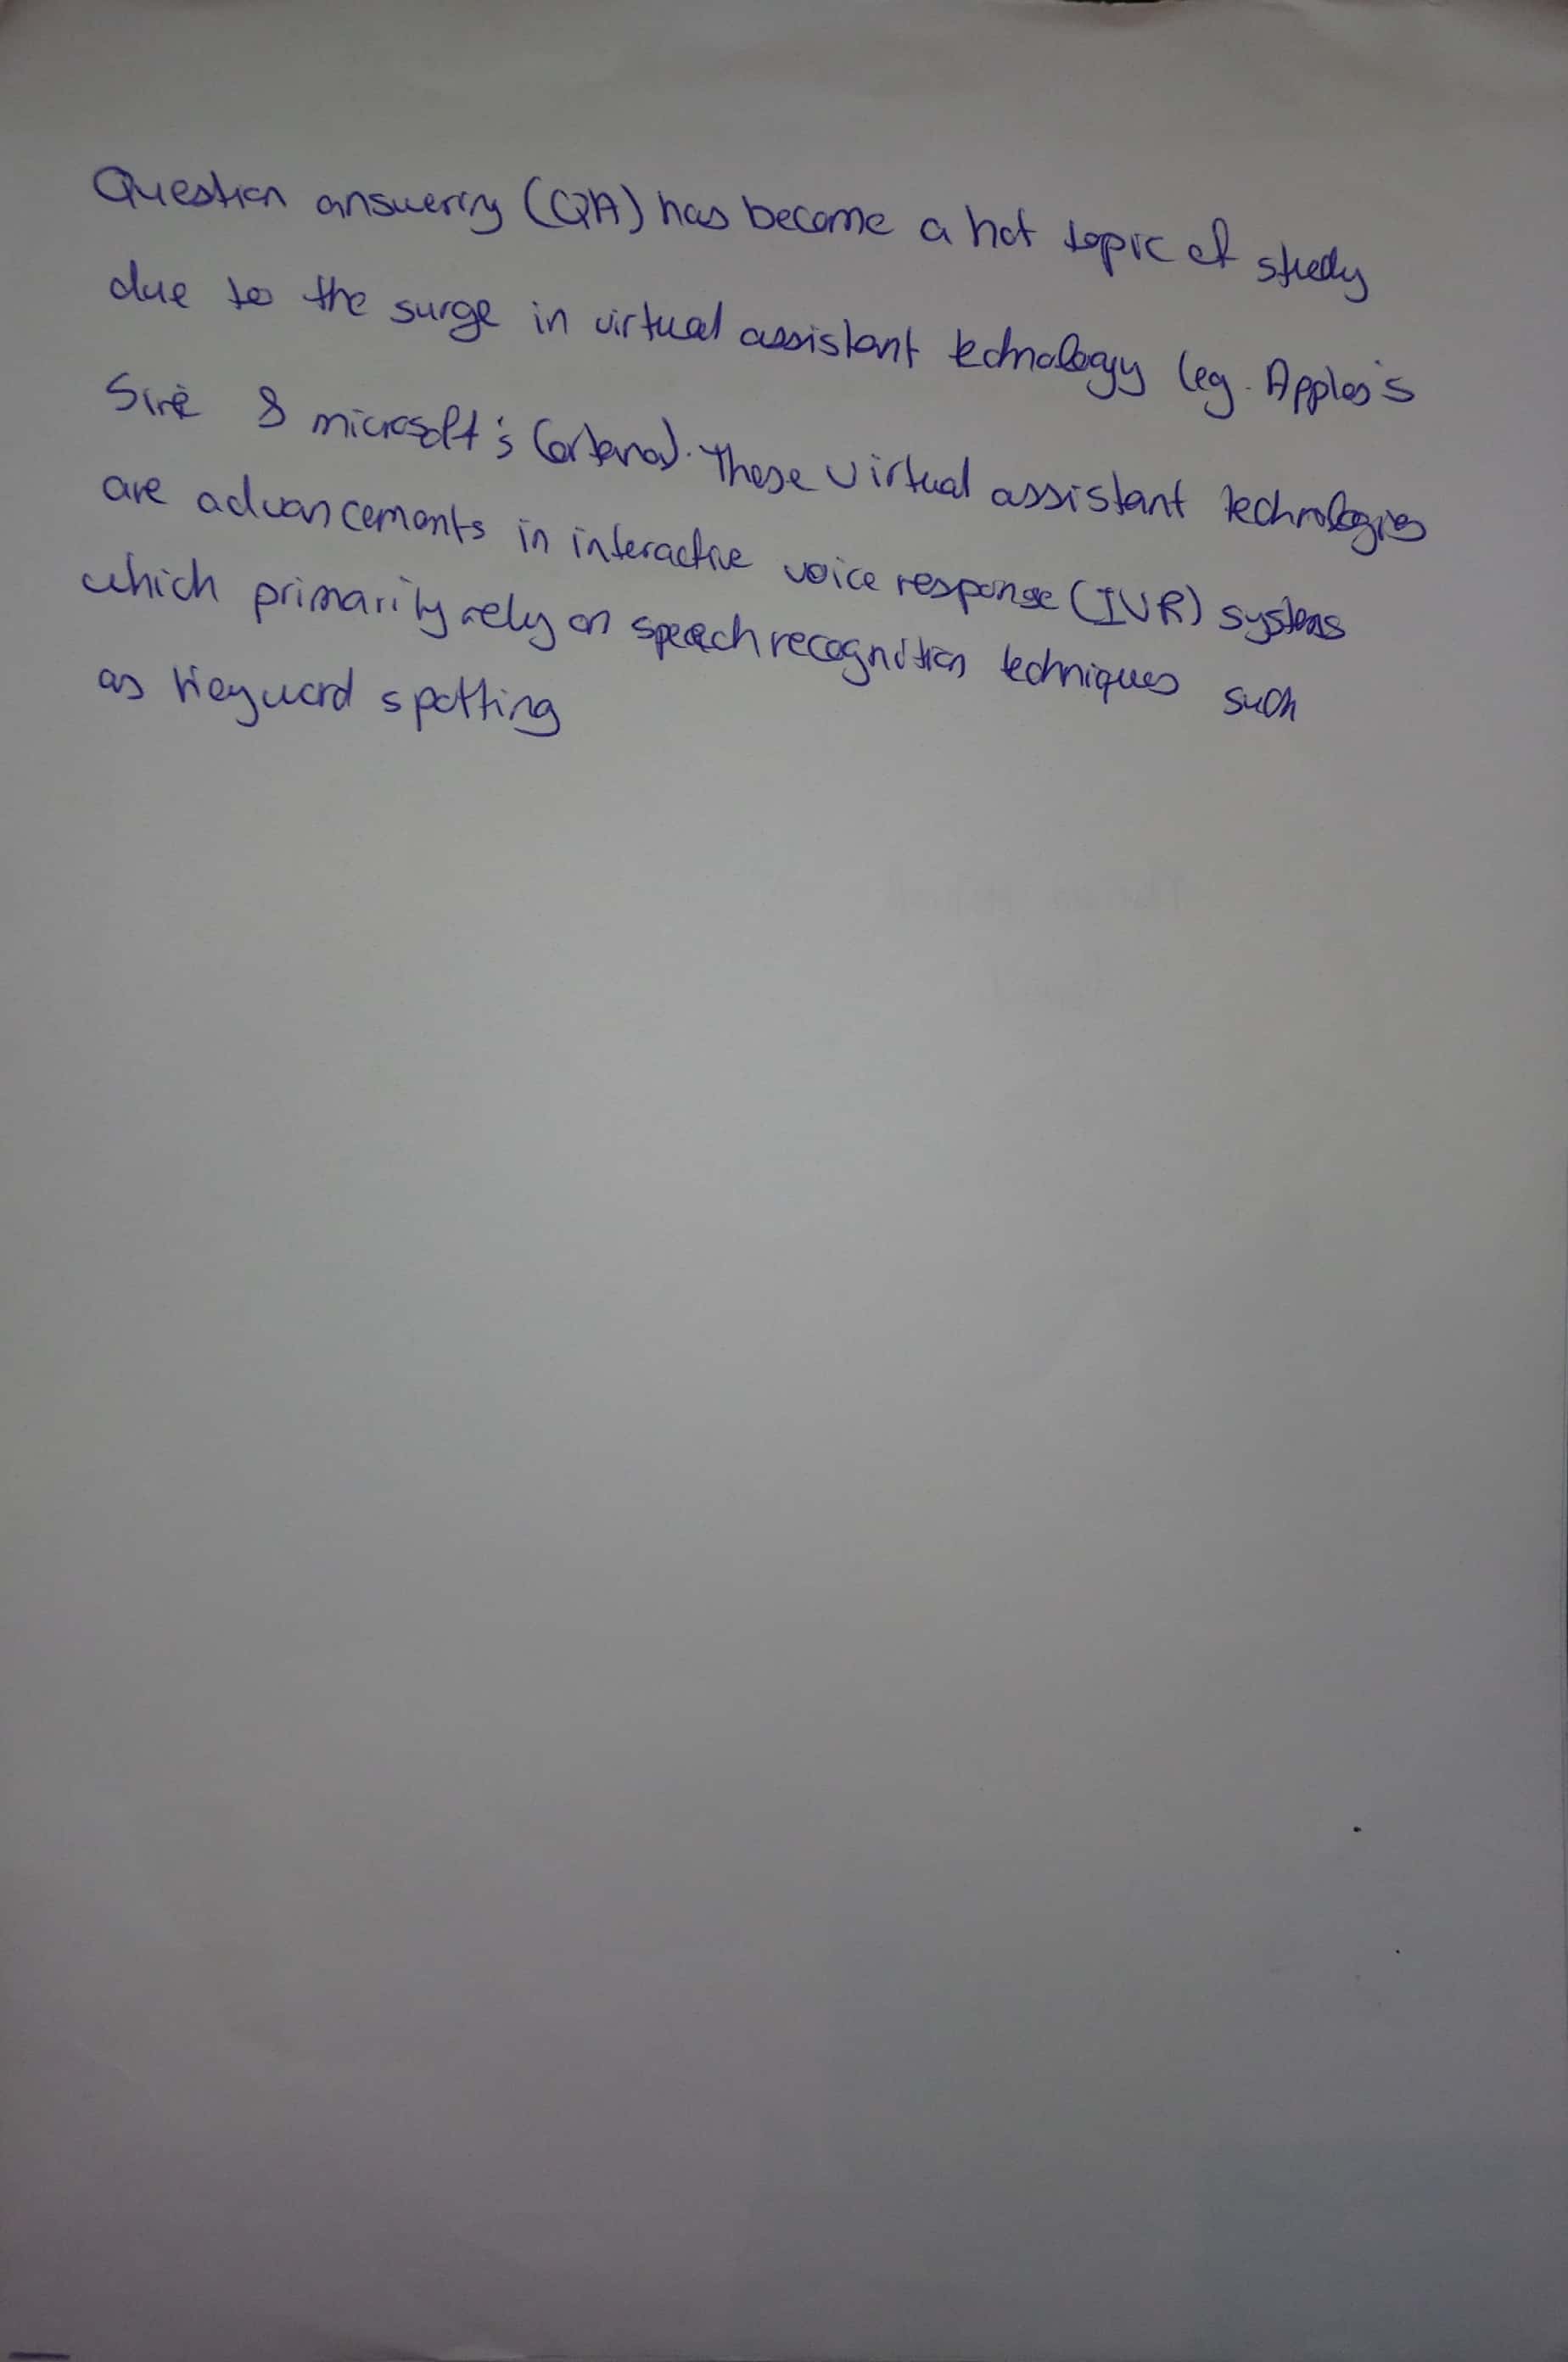 Question answering (QA) has become a hot topic of study
due to the surge in virtual assistant technology (eg. Apples's
Siri & microsoft's Cortana). These virtual assistant technologies
are advancements in interactive voice response (IVR) systems
which primarily rely on speech recognition techniques such
as keyword spotting